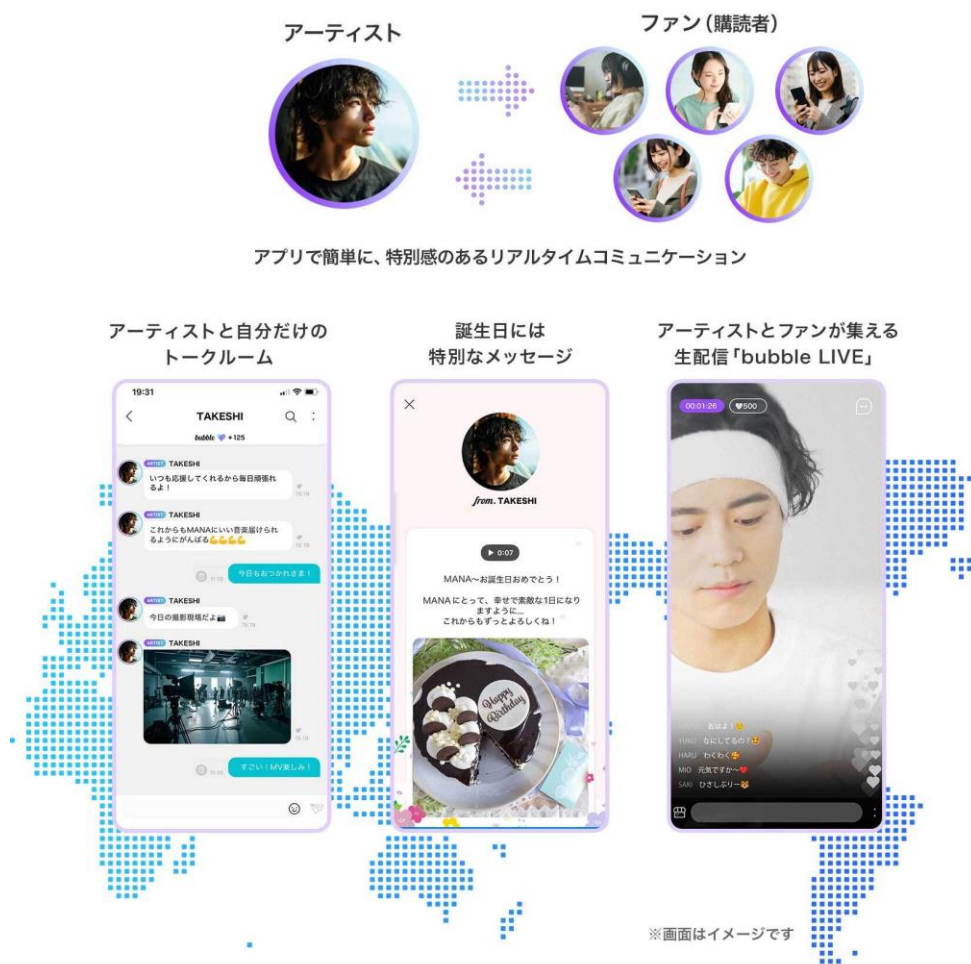 アーティスト
ファン（購読者）
アプリで簡単に、特別感のあるリアルタイムコミュニケーション
アーティストと自分だけの
トークルーム
19:31
TAKESHI
bubble 💜 +125
ARTIST TAKESHI
いつも応援してくれるから毎日頑張れ
るよ！
ARTIST TAKESHI
これからもMANAにいい音楽届けられ
るようにがんばる💪💪💪💪
今日もおつかれさま！
ARTIST TAKESHI
今日の撮影現場だよ📷
ARTIST TAKESHI
すごい！MV楽しみ！
誕生日には
特別なメッセージ
from. TAKESHI
0:07
MANA〜お誕生日おめでとう！
MANAにとって、幸せで素敵な1日になり
ますように...
これからもずっとよろしくね！
Happy
Birthday
アーティストとファンが集える
生配信「bubble LIVE」
00:01:26
♥500
おはよ！
YUKO なにしてるの？🥰
HARU わくわく🥰
MIO 元気ですか〜❤️
SAKI ひさしぶりー
※画面はイメージです